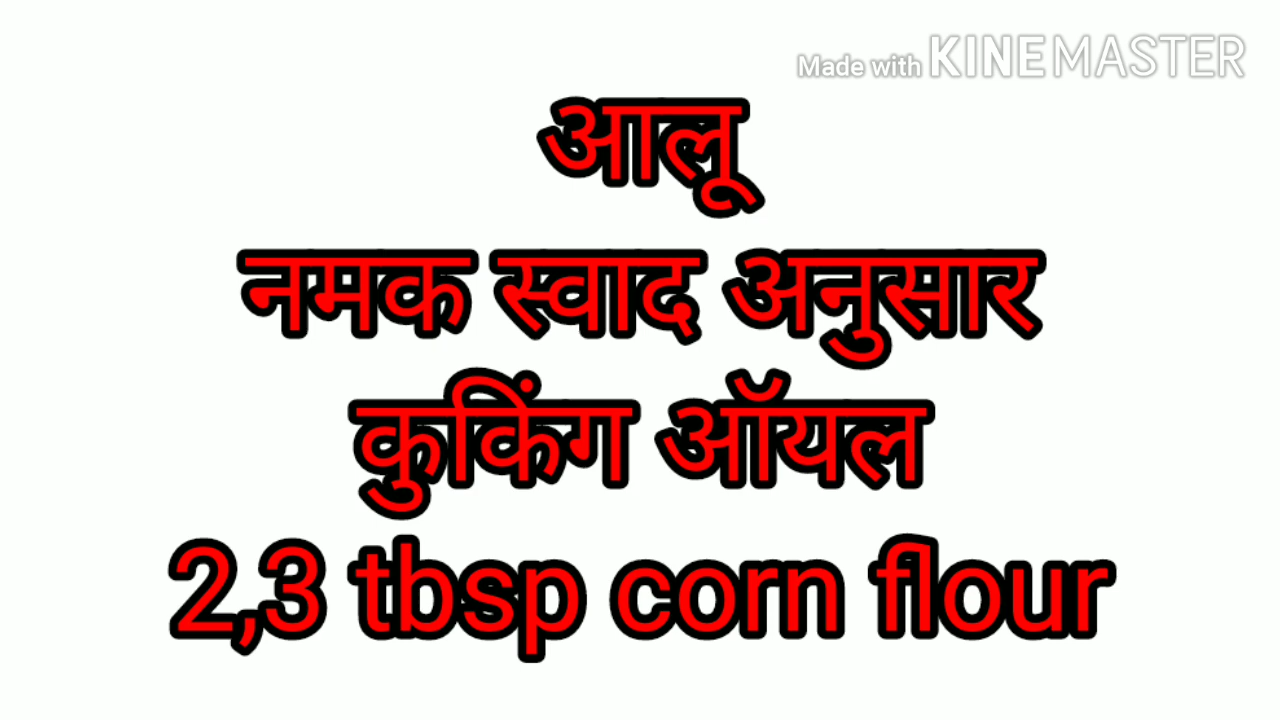 Made with KINEMASTER
आलू
नमक स्वाद अनुसार
कुकिंग ऑयल
2,3 tbsp corn flour